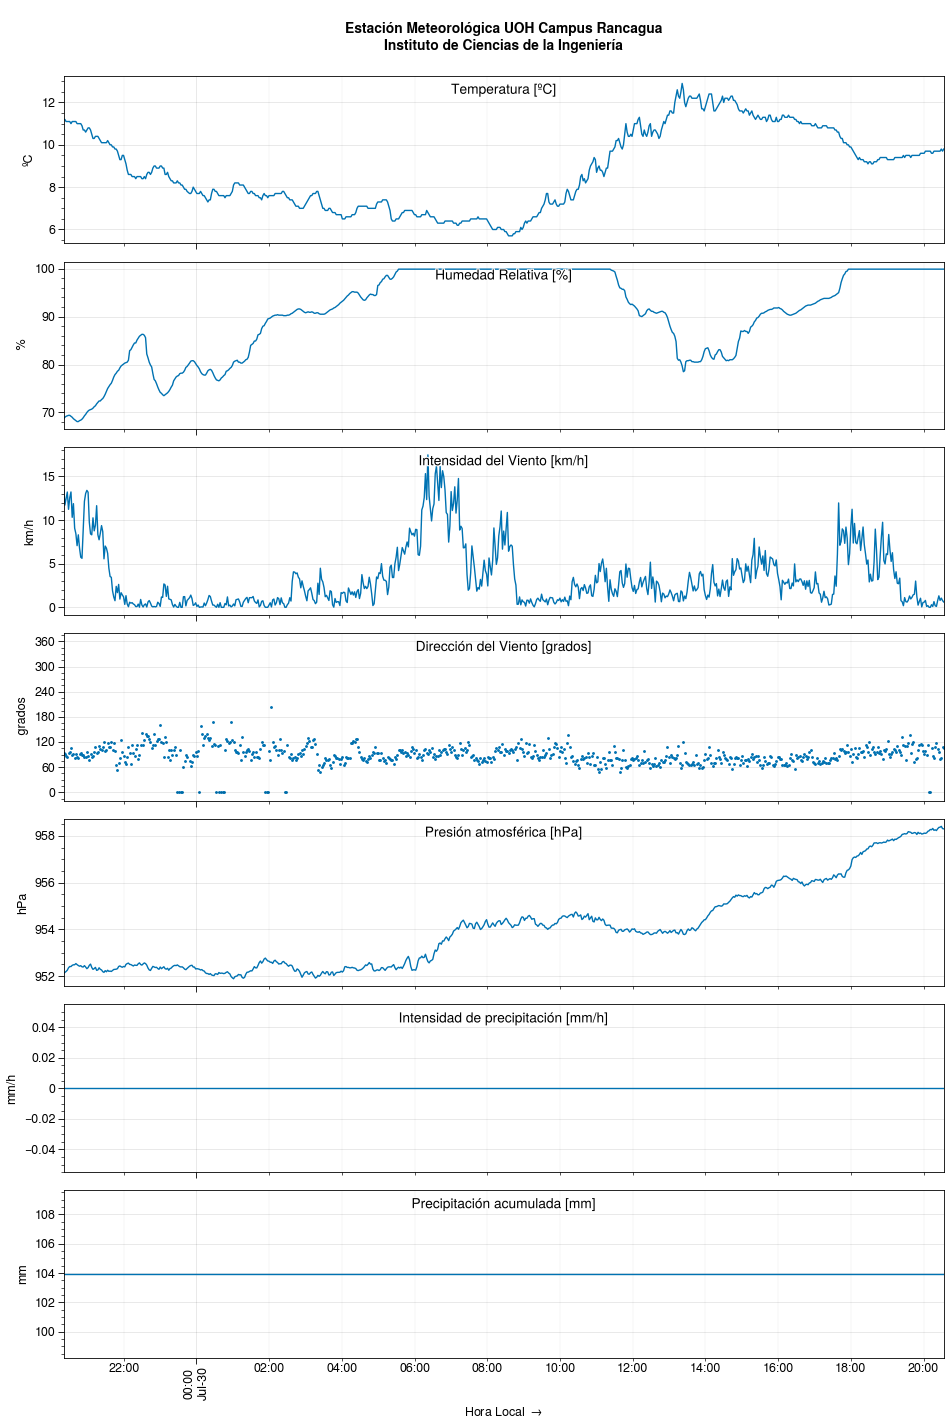 Estación Meteorológica UOH Campus Rancagua
Instituto de Ciencias de la Ingeniería
Temperatura [ºC]
12
10
8
6
ºC
Humedad Relativa [%]
100
90
80
70
%
Intensidad del Viento [km/h]
15
10
5
0
km/h
Dirección del Viento [grados]
360
300
240
180
120
60
0
grados
Presión atmosférica [hPa]
958
956
954
952
hPa
Intensidad de precipitación [mm/h]
0.04
0.02
0
−0.02
−0.04
mm/h
Precipitación acumulada [mm]
108
106
104
102
100
mm
22:00
00:00
Jul-30
02:00
04:00
06:00
08:00
10:00
12:00
14:00
16:00
18:00
20:00
Hora Local →